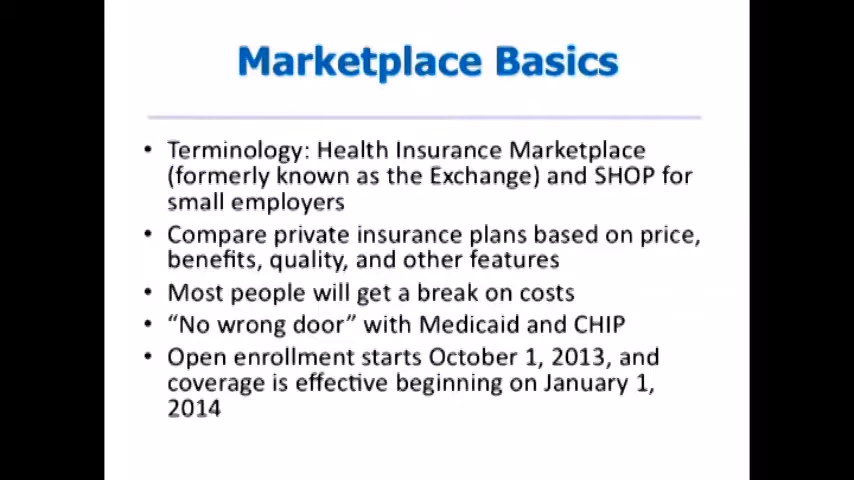 Marketplace Basics
• Terminology: Health Insurance Marketplace
(formerly known as the Exchange) and SHOP for
small employers
• Compare private insurance plans based on price,
benefits, quality, and other features
• Most people will get a break on costs
• “No wrong door” with Medicaid and CHIP
• Open enrollment starts October 1, 2013, and
coverage is effective beginning on January 1,
2014